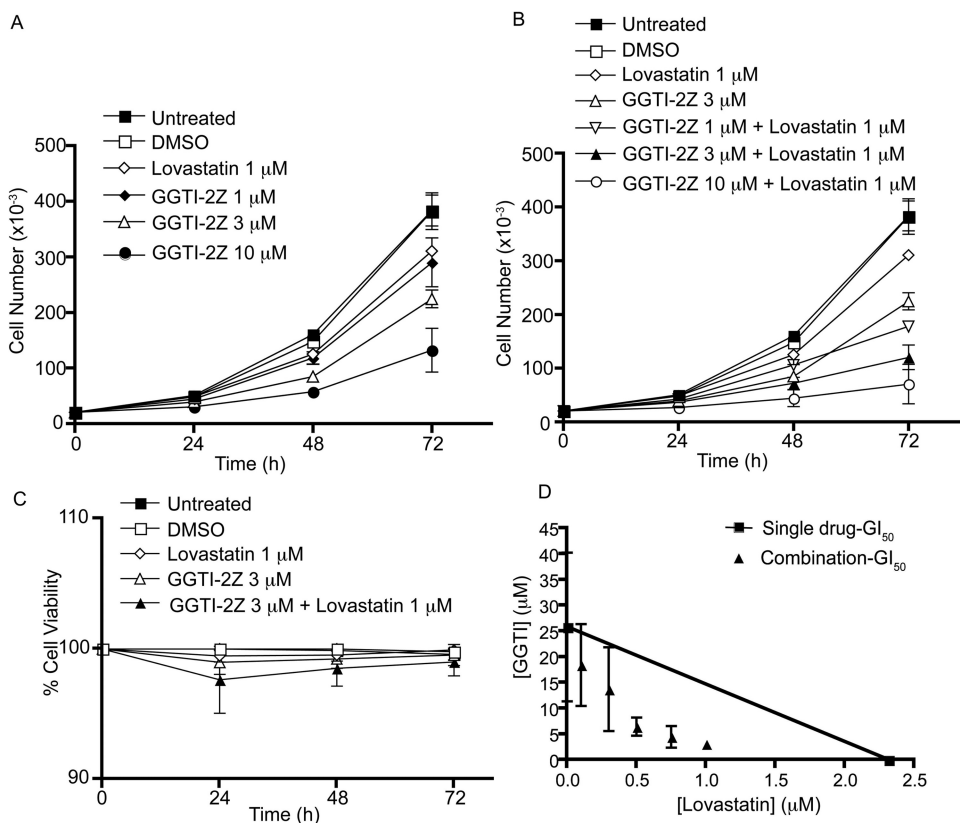 A
Untreated
DMSO
Lovastatin 1 μM
GGTI-2Z 1 μM
GGTI-2Z 3 μM
GGTI-2Z 10 μM
Cell Number (x10⁻³)
500
400
300
200
100
0
0 24 48 72
Time (h)
B
Untreated
DMSO
Lovastatin 1 μM
GGTI-2Z 3 μM
GGTI-2Z 1 μM + Lovastatin 1 μM
GGTI-2Z 3 μM + Lovastatin 1 μM
GGTI-2Z 10 μM + Lovastatin 1 μM
Cell Number (x10⁻³)
500
400
300
200
100
0
0 24 48 72
Time (h)
C
Untreated
DMSO
Lovastatin 1 μM
GGTI-2Z 3 μM
GGTI-2Z 3 μM + Lovastatin 1 μM
% Cell Viability
110
100
90
0 24 48 72
Time (h)
D
Single drug-GI₅₀
Combination-GI₅₀
[GGTI] (μM)
45
40
35
30
25
20
15
10
5
0
0.0 0.5 1.0 1.5 2.0 2.5
[Lovastatin] (μM)